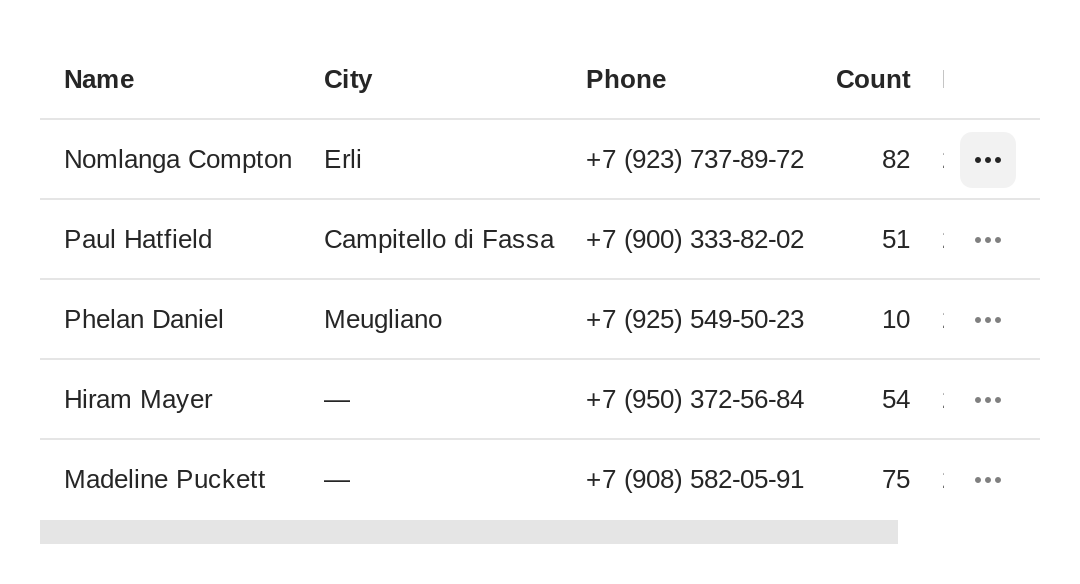 Name City Phone Count
Nomlanga Compton Erli +7 (923) 737-89-72 82
Paul Hatfield Campitello di Fassa +7 (900) 333-82-02 51
Phelan Daniel Meugliano +7 (925) 549-50-23 10
Hiram Mayer — +7 (950) 372-56-84 54
Madeline Puckett — +7 (908) 582-05-91 75